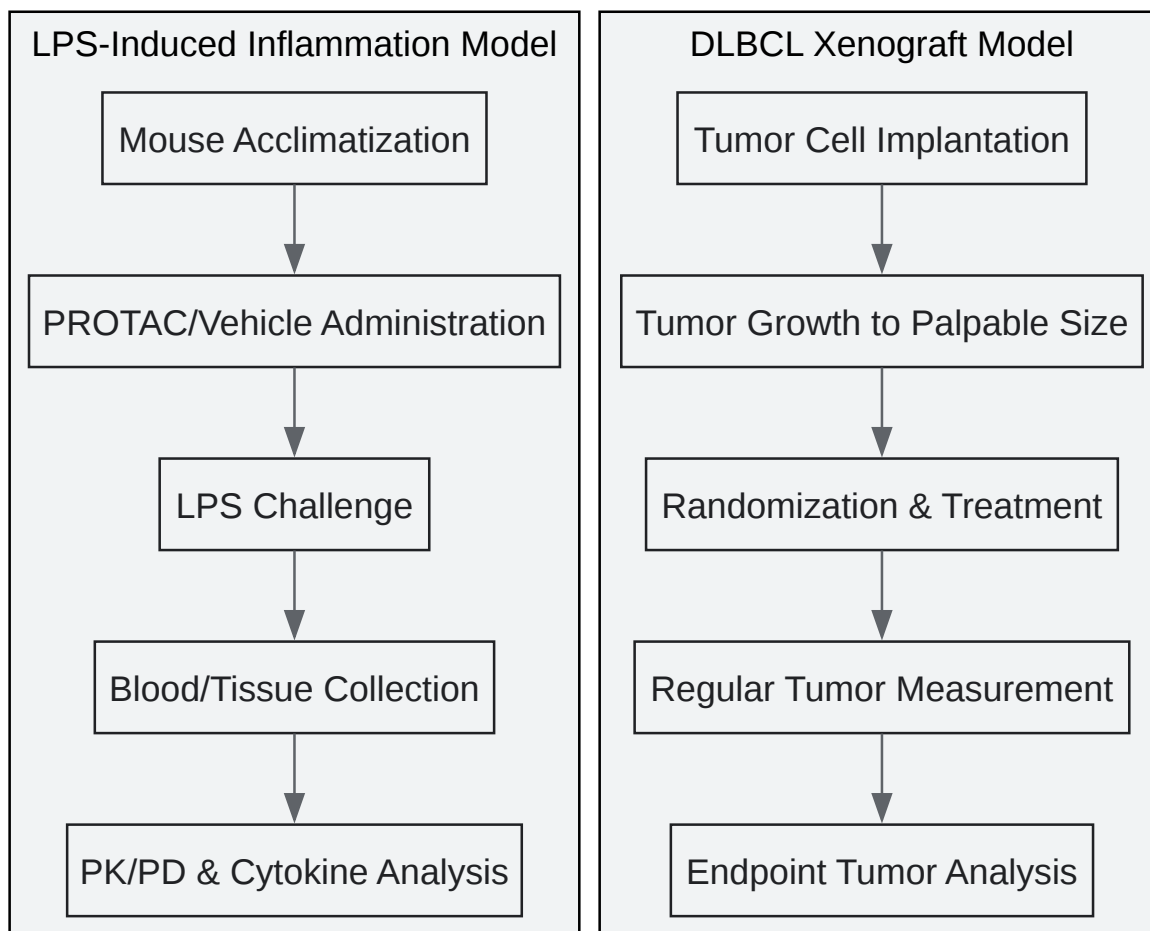 LPS-Induced Inflammation Model
Mouse Acclimatization
PROTAC/Vehicle Administration
LPS Challenge
Blood/Tissue Collection
PK/PD & Cytokine Analysis
DLBCL Xenograft Model
Tumor Cell Implantation
Tumor Growth to Palpable Size
Randomization & Treatment
Regular Tumor Measurement
Endpoint Tumor Analysis